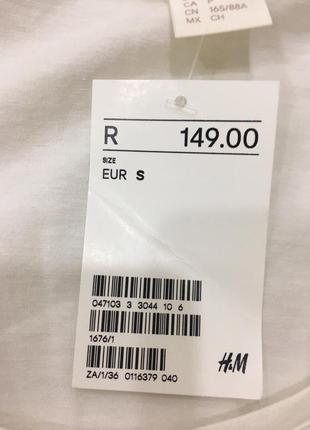 CA
CN 165/88A
MX CH
R 149.00
SIZE
EUR S
047103 3 3044 10 6
1676/1
H&M
ZA/1/36 0116379 040